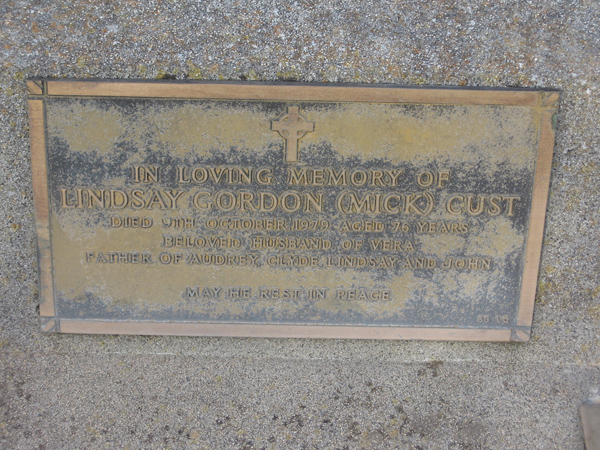 IN LOVING MEMORY OF
LINDSAY GORDON (MICK) CUST
DIED 9TH OCTOBER 1979 AGED 76 YEARS
BELOVED HUSBAND OF VERA
FATHER OF AUDREY, CLYDE, LINDSAY AND JOHN
MAY HE REST IN PEACE